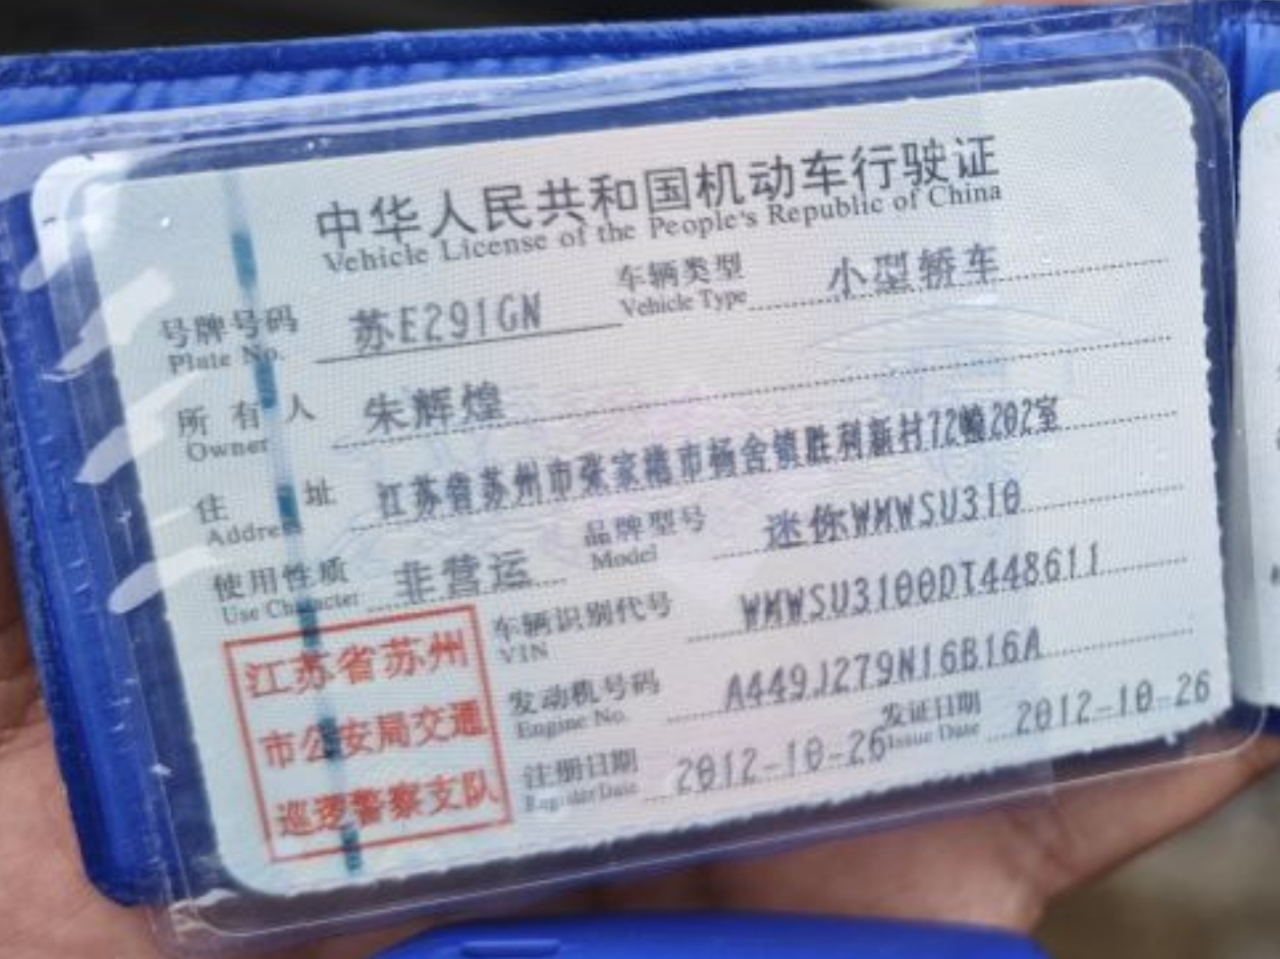 中华人民共和国机动车行驶证
Vehicle License of the People's Republic of China
号牌号码 苏E291GN 车辆类型 小型轿车
Plate No. Vehicle Type
所有人 朱辉煌
Owner
住址 江苏省苏州市张家港市杨舍镇胜利新村72幢202室
Address
使用性质 非营运 品牌型号 迷你WMWSU310
Use Character Model
车辆识别代号 WMWSU3100DT448611
VIN
发动机号码 A449J279N16B16A
Engine No.
注册日期 2012-10-26 发证日期 2012-10-26
Register Date Issue Date
江苏省苏州
市公安局交通
巡逻警察支队